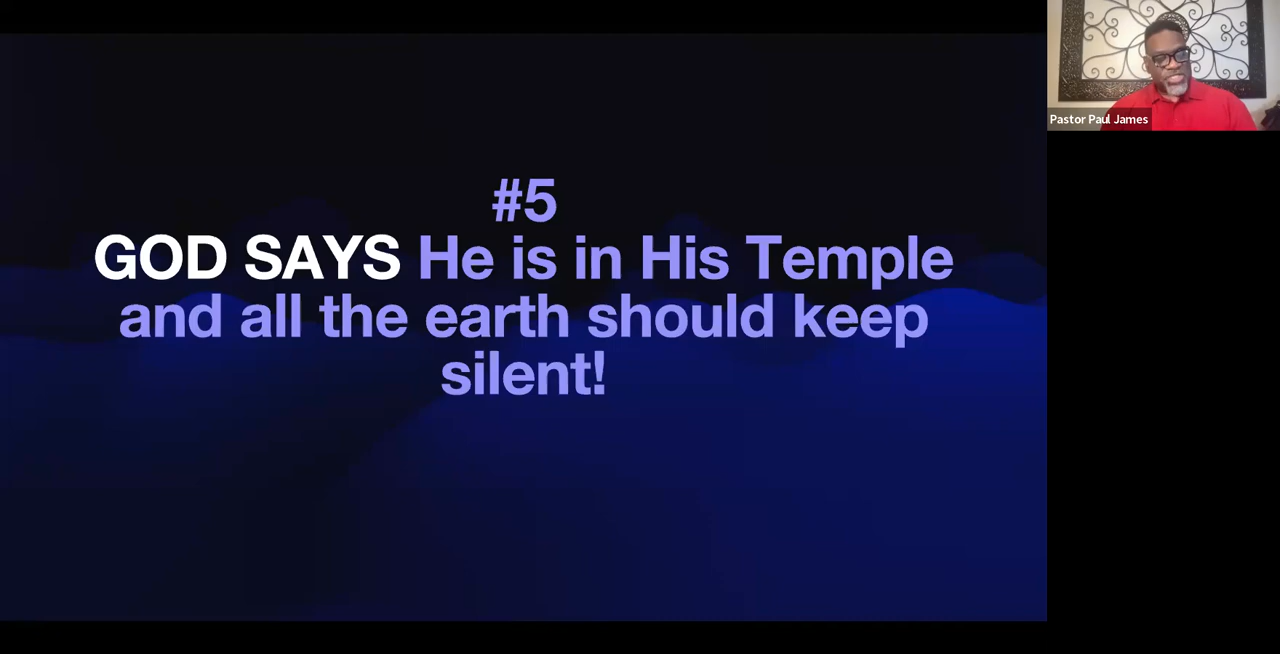 #5
GOD SAYS He is in His Temple
and all the earth should keep
silent!
Pastor Paul James